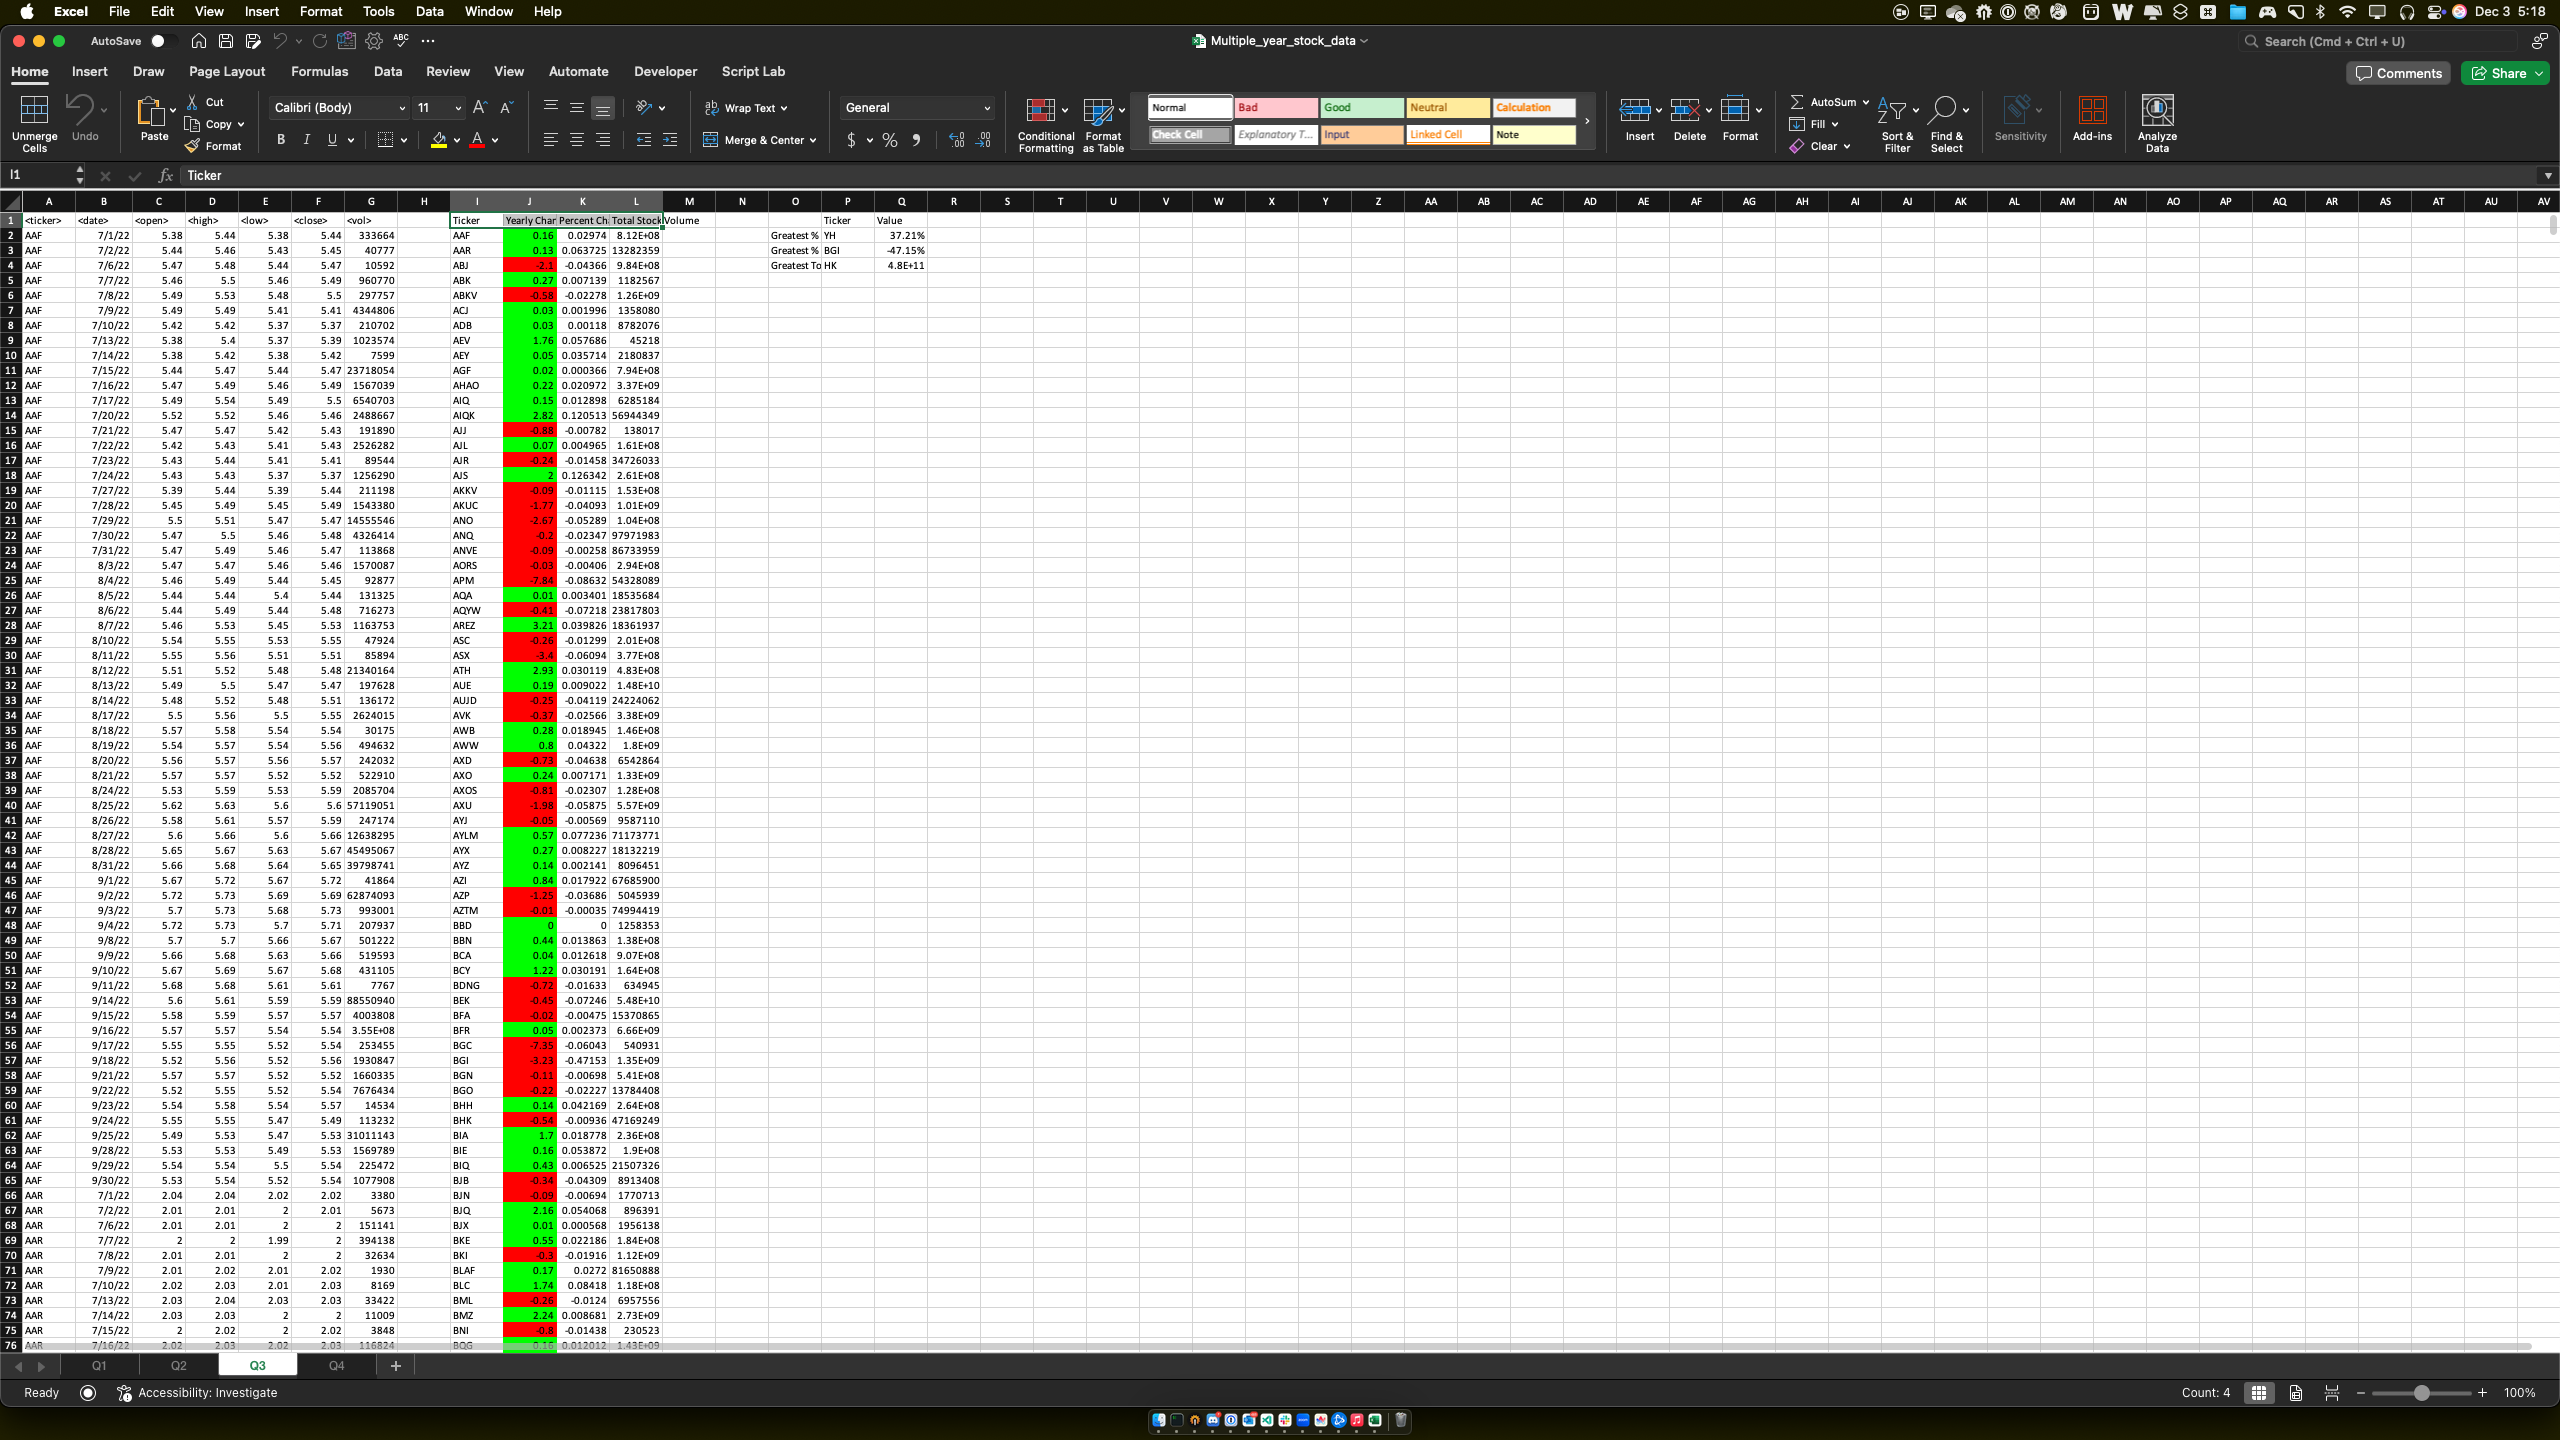 Excel File Edit View Insert Format Tools Data Window Help Dec 3 5:18
AutoSave Multiple_year_stock_data Search (Cmd + Ctrl + U)
Home Insert Draw Page Layout Formulas Data Review View Automate Developer Script Lab Comments Share
Unmerge Cells Undo Paste Cut Copy Format Calibri (Body) 11 B I U Wrap Text Merge & Center General $ % Conditional Formatting Format as Table
Normal Bad Good Neutral Calculation
Check Cell Explanatory T... Input Linked Cell Note
Insert Delete Format AutoSum Fill Clear Sort & Filter Find & Select Sensitivity Add-ins Analyze Data
I1 fx Ticker
A B C D E F G H I J K L M N O P Q R S T U V W X Y Z AA AB AC AD AE AF AG AH AI AJ AK AL AM AN AO AP AQ AR AS AT AU AV
1 <ticker> <date> <open> <high> <low> <close> <vol> Ticker Yearly Char Percent Ch Total Stock Volume Ticker Value
2 AAF 7/1/22 5.38 5.44 5.38 5.44 333664 AAF 0.16 0.02974 8.12E+08 Greatest % YH 37.21%
3 AAF 7/2/22 5.44 5.46 5.43 5.45 40777 AAR 0.13 0.063725 13282359 Greatest % BGI -47.15%
4 AAF 7/6/22 5.47 5.48 5.44 5.47 10592 ABJ -2.1 -0.04366 9.84E+08 Greatest To HK 4.8E+11
5 AAF 7/7/22 5.46 5.5 5.46 5.49 960770 ABK 0.27 0.007139 1182567
6 AAF 7/8/22 5.49 5.53 5.48 5.5 297757 ABKV -0.58 -0.02278 1.26E+09
7 AAF 7/9/22 5.49 5.49 5.41 5.41 4344806 ACJ 0.03 0.001996 1358080
8 AAF 7/10/22 5.42 5.42 5.37 5.37 210702 ADB 0.03 0.00118 8782076
9 AAF 7/13/22 5.38 5.4 5.37 5.39 1023574 AEV 1.76 0.057686 45218
10 AAF 7/14/22 5.38 5.42 5.38 5.42 7599 AEY 0.05 0.035714 2180837
11 AAF 7/15/22 5.44 5.47 5.44 5.47 23718054 AGF 0.02 0.000366 7.94E+08
12 AAF 7/16/22 5.47 5.49 5.46 5.49 1567039 AHAO 0.22 0.020972 3.37E+09
13 AAF 7/17/22 5.49 5.54 5.49 5.5 6540703 AIQ 0.15 0.012898 6285184
14 AAF 7/20/22 5.52 5.52 5.46 5.46 2488667 AIQK 2.82 0.120513 56944349
15 AAF 7/21/22 5.47 5.47 5.42 5.43 191890 AJJ -0.88 -0.00782 138017
16 AAF 7/22/22 5.42 5.43 5.41 5.43 2526282 AJL 0.07 0.004965 1.61E+08
17 AAF 7/23/22 5.43 5.44 5.41 5.41 89544 AJR -0.24 -0.01458 34726033
18 AAF 7/24/22 5.43 5.43 5.37 5.37 1256290 AJS 2 0.126342 2.61E+08
19 AAF 7/27/22 5.39 5.44 5.39 5.44 211198 AKKV -0.09 -0.01115 1.53E+08
20 AAF 7/28/22 5.45 5.49 5.45 5.49 1543380 AKUC -1.77 -0.04093 1.01E+09
21 AAF 7/29/22 5.5 5.51 5.47 5.47 14555546 ANO -2.67 -0.05289 1.04E+08
22 AAF 7/30/22 5.47 5.5 5.46 5.48 4326414 ANQ -0.2 -0.02347 97971983
23 AAF 7/31/22 5.47 5.49 5.46 5.47 113868 ANVE -0.09 -0.00258 86733959
24 AAF 8/3/22 5.47 5.47 5.46 5.46 1570087 AORS -0.03 -0.00406 2.94E+08
25 AAF 8/4/22 5.46 5.49 5.44 5.45 92877 APM -7.84 -0.08632 54328089
26 AAF 8/5/22 5.44 5.44 5.4 5.44 131325 AQA 0.01 0.003401 18535684
27 AAF 8/6/22 5.44 5.49 5.44 5.48 716273 AQYW -0.41 -0.07218 23817803
28 AAF 8/7/22 5.46 5.53 5.45 5.53 1163753 AREZ 3.21 0.039826 18361937
29 AAF 8/10/22 5.54 5.55 5.53 5.55 47924 ASC -0.26 -0.01299 2.01E+08
30 AAF 8/11/22 5.55 5.56 5.51 5.51 85894 ASX -3.4 -0.06094 3.77E+08
31 AAF 8/12/22 5.51 5.52 5.48 5.48 21340164 ATH 2.93 0.030119 4.83E+08
32 AAF 8/13/22 5.49 5.5 5.47 5.47 197628 AUE 0.19 0.009022 1.48E+10
33 AAF 8/14/22 5.48 5.52 5.48 5.51 136172 AUJD -0.25 -0.04119 24224062
34 AAF 8/17/22 5.5 5.56 5.5 5.55 2624015 AVK -0.37 -0.02566 3.38E+09
35 AAF 8/18/22 5.57 5.58 5.54 5.54 30175 AWB 0.28 0.018945 1.46E+08
36 AAF 8/19/22 5.54 5.57 5.54 5.56 494632 AWW 0.8 0.04322 1.8E+09
37 AAF 8/20/22 5.56 5.57 5.56 5.57 242032 AXD -0.73 -0.04638 6542864
38 AAF 8/21/22 5.57 5.57 5.52 5.52 522910 AXO 0.24 0.007171 1.33E+09
39 AAF 8/24/22 5.53 5.59 5.53 5.59 2085704 AXOS -0.81 -0.02307 1.28E+08
40 AAF 8/25/22 5.62 5.63 5.6 5.6 57119051 AXU -1.98 -0.05875 5.57E+09
41 AAF 8/26/22 5.58 5.61 5.57 5.59 247174 AYJ -0.05 -0.00569 9587110
42 AAF 8/27/22 5.6 5.66 5.6 5.66 12638295 AYLM 0.57 0.077236 71173771
43 AAF 8/28/22 5.65 5.67 5.63 5.67 45495067 AYX 0.27 0.008227 18132219
44 AAF 8/31/22 5.66 5.68 5.64 5.65 39798741 AYZ 0.14 0.002141 8096451
45 AAF 9/1/22 5.67 5.72 5.67 5.72 41864 AZI 0.84 0.017922 67685900
46 AAF 9/2/22 5.72 5.73 5.69 5.69 62874093 AZP -1.25 -0.03686 5045939
47 AAF 9/3/22 5.7 5.73 5.68 5.73 993001 AZTM -0.01 -0.00035 74994419
48 AAF 9/4/22 5.72 5.73 5.7 5.71 207937 BBD 0 0 1258353
49 AAF 9/8/22 5.7 5.7 5.66 5.67 501222 BBN 0.44 0.013863 1.38E+08
50 AAF 9/9/22 5.66 5.68 5.63 5.66 519593 BCA 0.04 0.012618 9.07E+08
51 AAF 9/10/22 5.67 5.69 5.67 5.68 431105 BCY 1.22 0.030191 1.64E+08
52 AAF 9/11/22 5.68 5.68 5.61 5.61 7767 BDNG -0.72 -0.01633 634945
53 AAF 9/14/22 5.6 5.61 5.59 5.59 88550940 BEK -0.45 -0.07246 5.48E+10
54 AAF 9/15/22 5.58 5.59 5.57 5.57 4003808 BFA -0.02 -0.00475 15370865
55 AAF 9/16/22 5.57 5.57 5.54 5.54 3.55E+08 BFR 0.05 0.002373 6.66E+09
56 AAF 9/17/22 5.55 5.55 5.52 5.54 253455 BGC -7.35 -0.06043 540931
57 AAF 9/18/22 5.52 5.56 5.52 5.56 1930847 BGI -3.23 -0.47153 1.35E+09
58 AAF 9/21/22 5.57 5.57 5.52 5.52 1660335 BGN -0.11 -0.00698 5.41E+08
59 AAF 9/22/22 5.52 5.55 5.52 5.54 7676434 BGO -0.22 -0.02227 13784408
60 AAF 9/23/22 5.54 5.58 5.54 5.57 14534 BHH 0.14 0.042169 2.64E+08
61 AAF 9/24/22 5.55 5.55 5.47 5.49 113232 BHK -0.54 -0.00936 47169249
62 AAF 9/25/22 5.49 5.53 5.47 5.53 31011143 BIA 1.7 0.018778 2.36E+08
63 AAF 9/28/22 5.53 5.53 5.49 5.53 1569789 BIE 0.16 0.053872 1.9E+08
64 AAF 9/29/22 5.54 5.54 5.5 5.54 225472 BIQ 0.43 0.006525 21507326
65 AAF 9/30/22 5.53 5.54 5.52 5.54 1077908 BJB -0.34 -0.04309 8913408
66 AAR 7/1/22 2.04 2.04 2.02 2.02 3380 BJN -0.09 -0.00694 1770713
67 AAR 7/2/22 2.01 2.01 2 2.01 5673 BJQ 2.16 0.054068 896391
68 AAR 7/6/22 2.01 2.01 2 2 151141 BJX 0.01 0.000568 1956138
69 AAR 7/7/22 2 2 1.99 2 394138 BKE 0.55 0.022186 1.84E+08
70 AAR 7/8/22 2.01 2.01 2 2 32634 BKI -0.3 -0.01916 1.12E+09
71 AAR 7/9/22 2.01 2.02 2.01 2.02 1930 BLAF 0.17 0.0272 81650888
72 AAR 7/10/22 2.02 2.03 2.01 2.03 8169 BLC 1.74 0.08418 1.18E+08
73 AAR 7/13/22 2.03 2.04 2.03 2.03 33422 BML -0.26 -0.0124 6957556
74 AAR 7/14/22 2.03 2.03 2 2 11009 BMZ 2.24 0.008681 2.73E+09
75 AAR 7/15/22 2 2.02 2 2.02 3848 BNI -0.8 -0.01438 230523
76 AAR 7/16/22 2.02 2.03 2.02 2.03 116824 BQG 0.16 0.012012 1.43E+09
Q1 Q2 Q3 Q4 +
Ready Accessibility: Investigate Count: 4 − + 100%